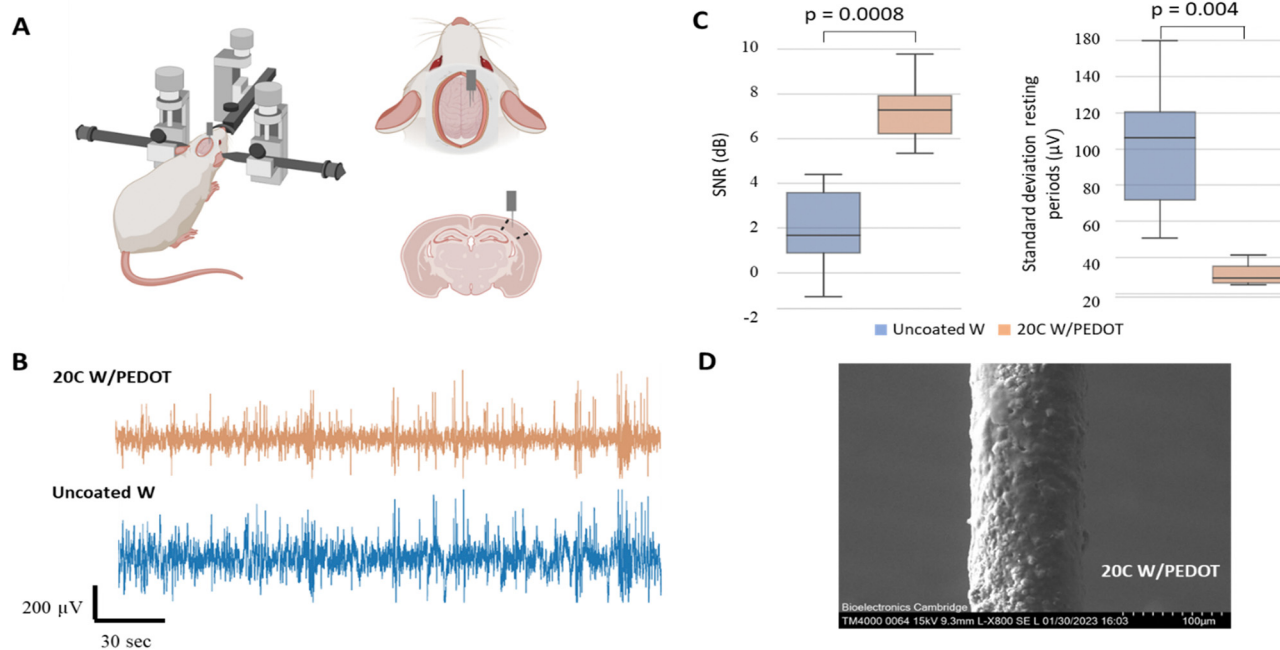 A
B
20C W/PEDOT
Uncoated W
200 µV
30 sec
C
p = 0.0008
SNR (dB)
10
8
6
4
2
0
-2
p = 0.004
Standard deviation resting
periods (µV)
180
140
120
100
80
60
40
20
Uncoated W
20C W/PEDOT
D
20C W/PEDOT
Bioelectronics Cambridge
TM4000 0064 15kV 9.3mm L-X800 SE L 01/30/2023 16:03
100µm